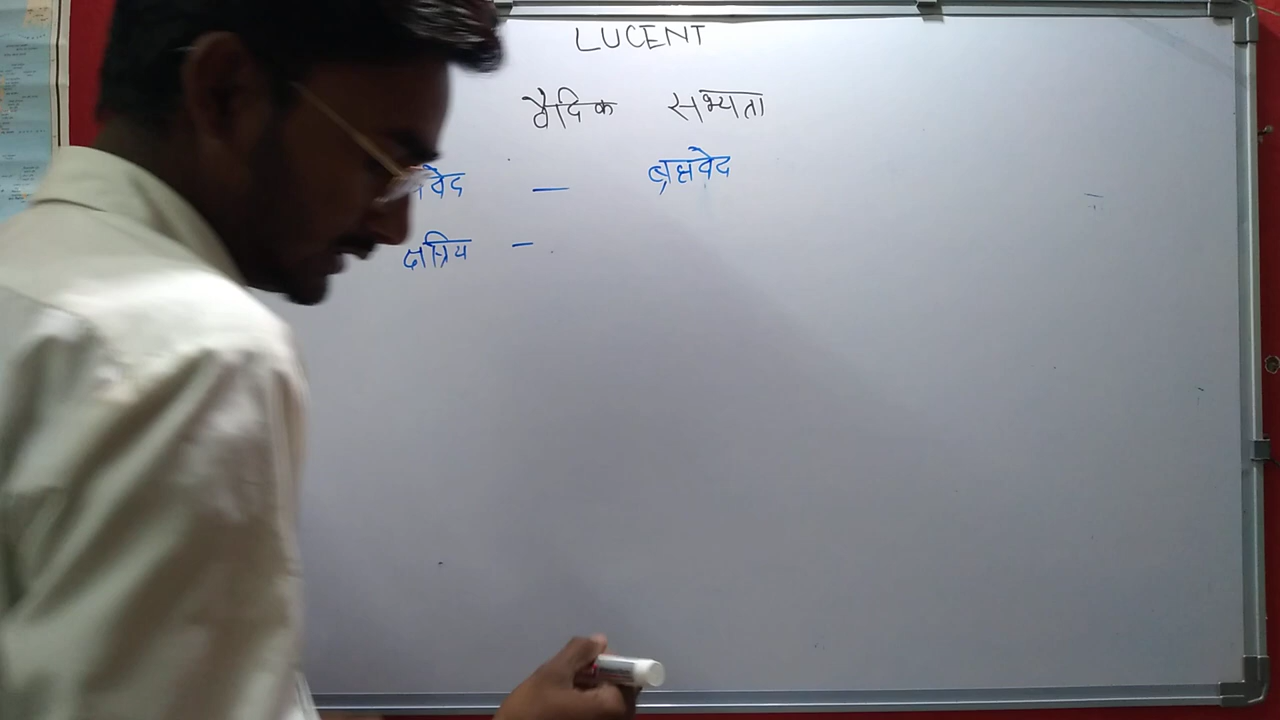 LUCENT
वैदिक सभ्यता
वेद — ब्रह्मवेद
क्षत्रिय —